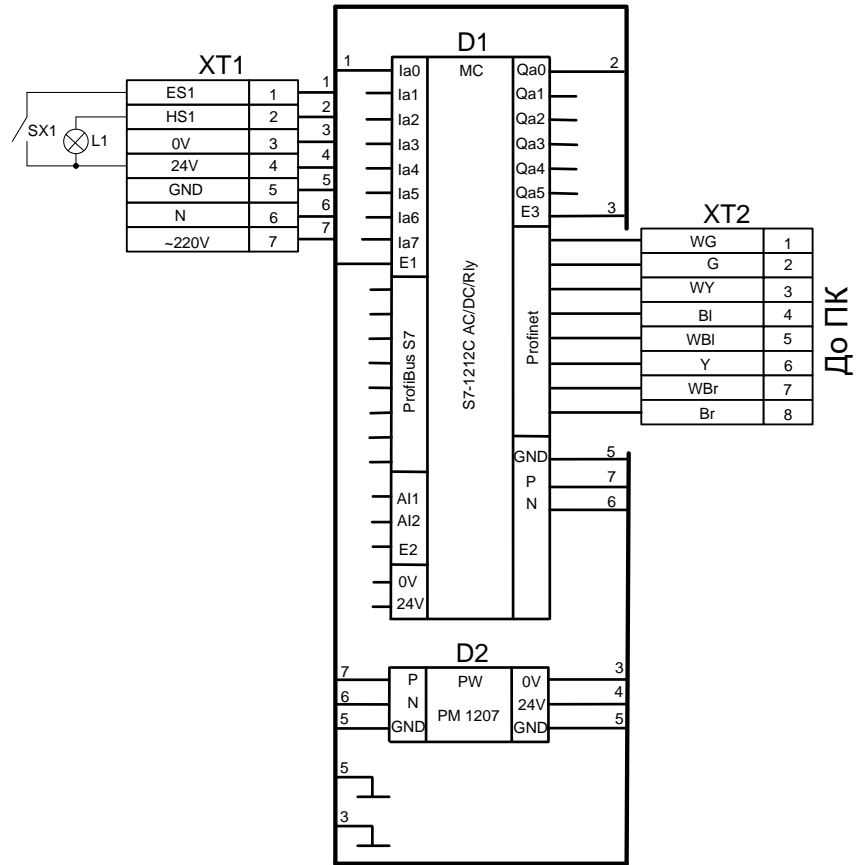 D1
XT1
1
Ia0
MC
Qa0
2
ES1
1
1
Ia1
Qa1
HS1
2
2
Ia2
Qa2
SX1
L1
0V
3
3
Ia3
Qa3
24V
4
4
Ia4
Qa4
GND
5
5
Ia5
Qa5
N
6
6
Ia6
E3
3
~220V
7
7
Ia7
E1
XT2
WG
1
G
2
WY
3
Bl
4
WBl
5
Y
6
WBr
7
Br
8
До ПК
ProfiBus S7
S7-1212C AC/DC/Rly
Profinet
GND
5
P
7
N
6
AI1
AI2
E2
0V
24V
D2
7
P
PW
0V
3
6
N
PM 1207
24V
4
5
GND
GND
5
5
3